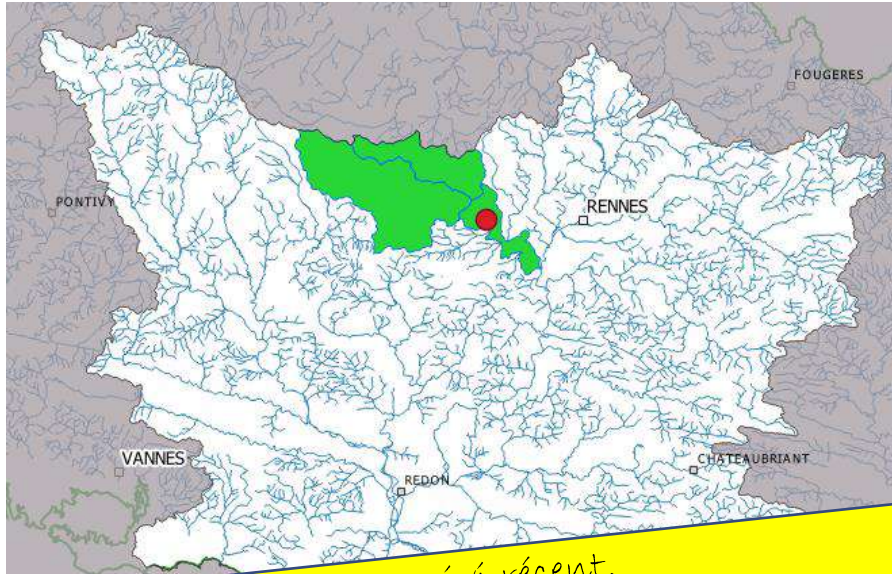 FOUGERES
PONTIVY
RENNES
VANNES
CHATEAUBRIANT
REDON
récent.